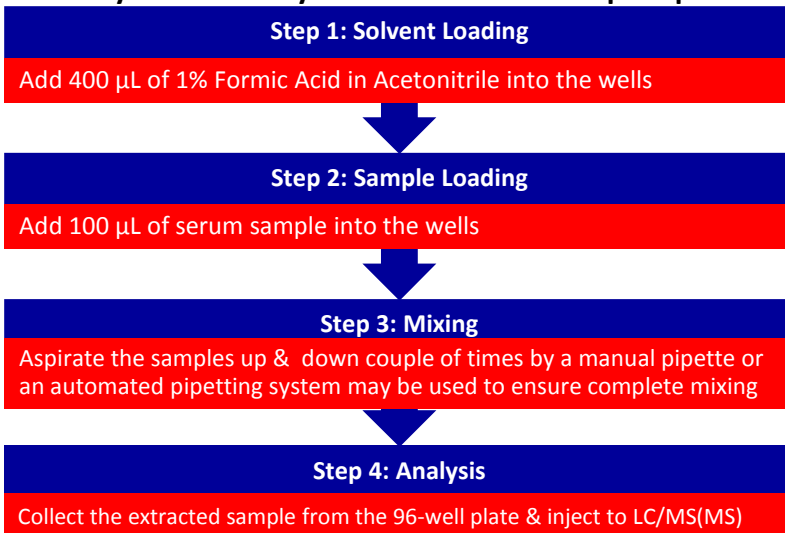 Step 1: Solvent Loading
Add 400 µL of 1% Formic Acid in Acetonitrile into the wells
Step 2: Sample Loading
Add 100 µL of serum sample into the wells
Step 3: Mixing
Aspirate the samples up & down couple of times by a manual pipette or
an automated pipetting system may be used to ensure complete mixing
Step 4: Analysis
Collect the extracted sample from the 96-well plate & inject to LC/MS(MS)